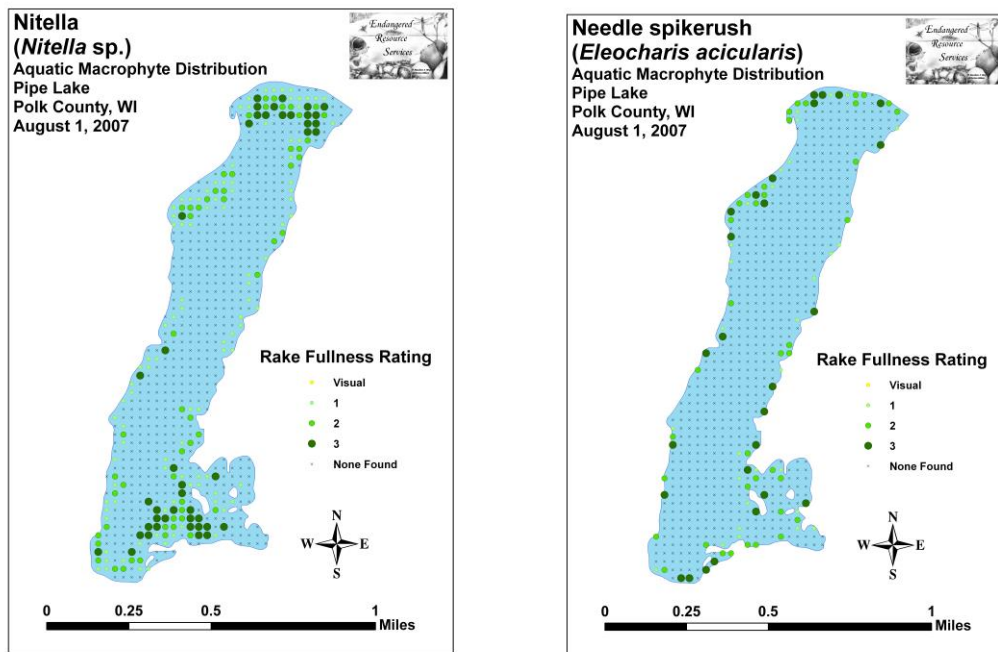 Nitella
(Nitella sp.)
Aquatic Macrophyte Distribution
Pipe Lake
Polk County, WI
August 1, 2007
Endangered
Resource
Services
Rake Fullness Rating
Visual
1
2
3
None Found
N
W E
S
0 0.25 0.5 1
Miles
Needle spikerush
(Eleocharis acicularis)
Aquatic Macrophyte Distribution
Pipe Lake
Polk County, WI
August 1, 2007
Endangered
Resource
Services
Rake Fullness Rating
Visual
1
2
3
None Found
N
W E
S
0 0.25 0.5 1
Miles